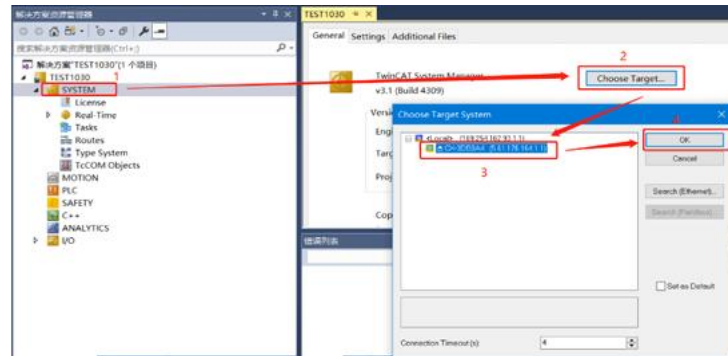 解决方案资源管理器
搜索解决方案资源管理器(Ctrl+;)
解决方案"TEST1030"(1 个项目)
TEST1030
1
SYSTEM
License
Real-Time
Tasks
Routes
Type System
TcCOM Objects
MOTION
PLC
SAFETY
C++
ANALYTICS
I/O
TEST1030
General Settings Additional Files
2
TwinCAT System Manager
v3.1 (Build 4309)
Choose Target...
Choose Target System
4
3
OK
Cancel
Search (Ethernet)...
Search (Fieldbus)...
Set as Default
Connection Timeout (s):
4
错误列表